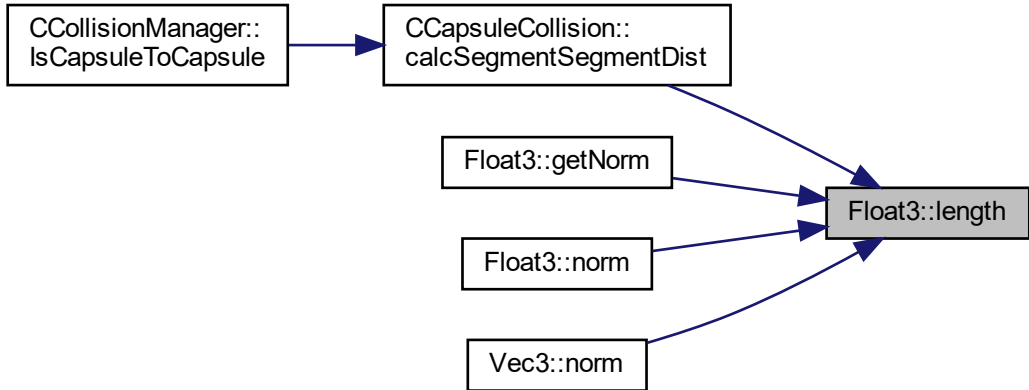 CCollisionManager::
IsCapsuleToCapsule
CCapsuleCollision::
calcSegmentSegmentDist
Float3::getNorm
Float3::norm
Vec3::norm
Float3::length